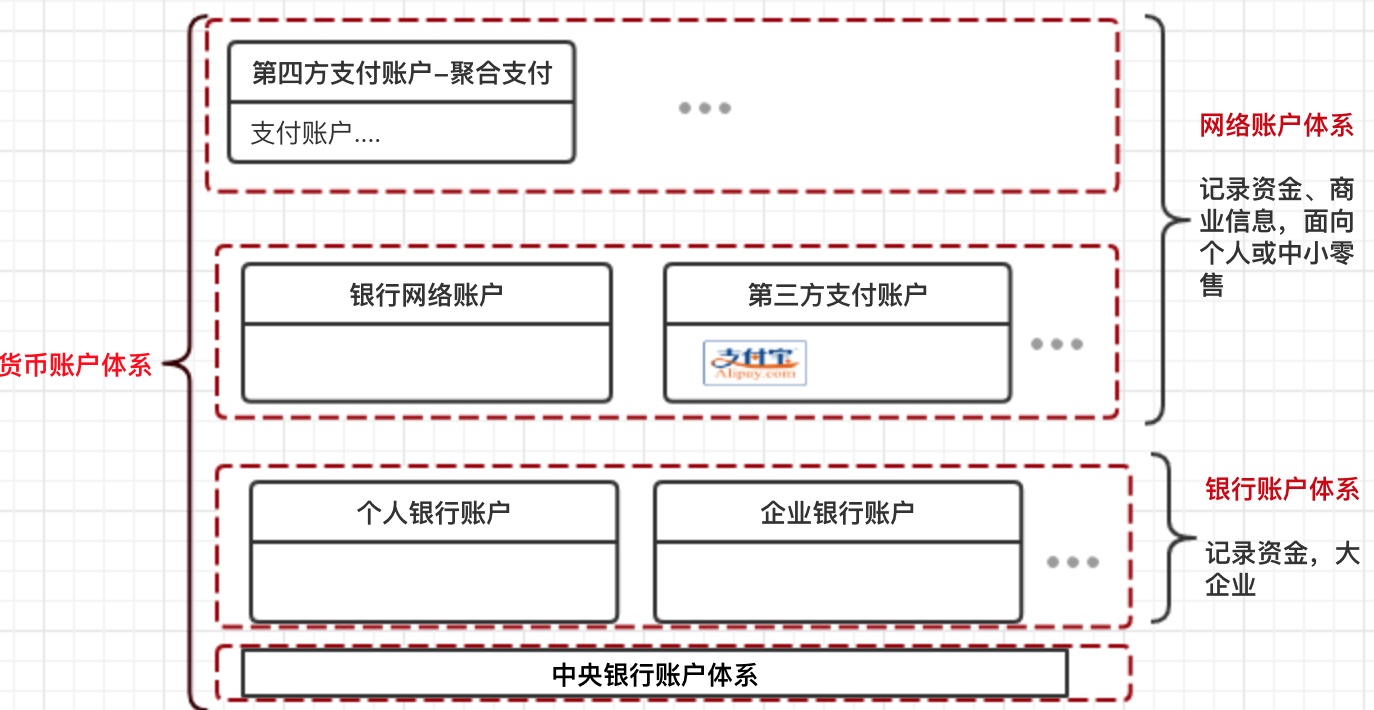 第四方支付账户–聚合支付
支付账户....
网络账户体系
记录资金、商
业信息，面向
个人或中小零
售
银行网络账户
第三方支付账户
支付宝
Alipay.com
货币账户体系
个人银行账户
企业银行账户
银行账户体系
记录资金，大
企业
中央银行账户体系